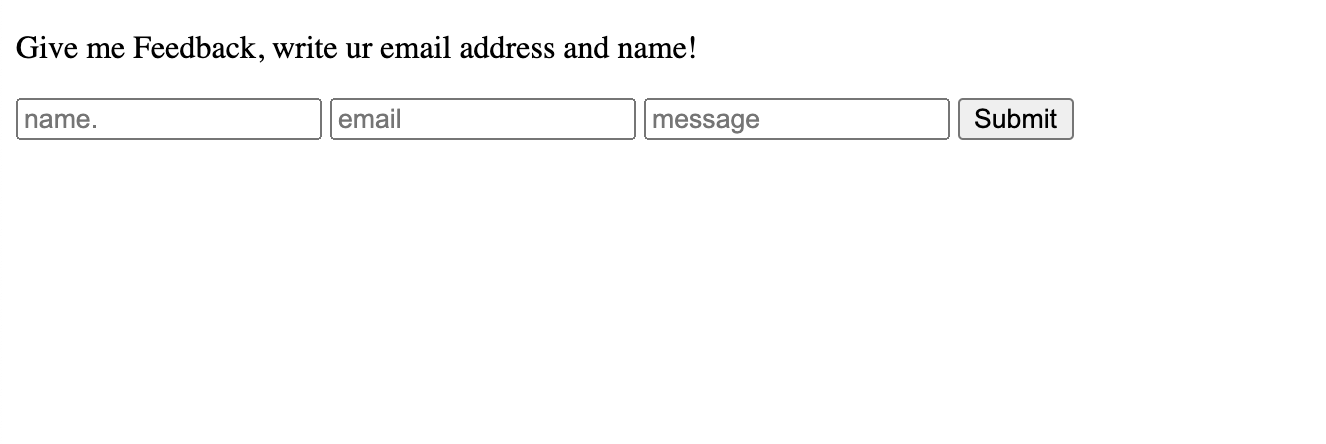 Give me Feedback, write ur email address and name!
name. email message Submit